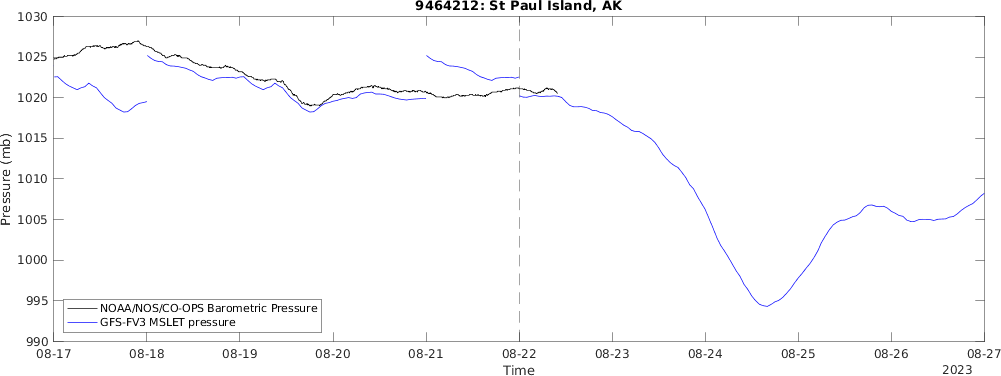 9464212: St Paul Island, AK
1030
1025
1020
1015
1010
1005
1000
995
990
Pressure (mb)
NOAA/NOS/CO-OPS Barometric Pressure
GFS-FV3 MSLET pressure
08-17 08-18 08-19 08-20 08-21 08-22 08-23 08-24 08-25 08-26 08-27
Time
2023